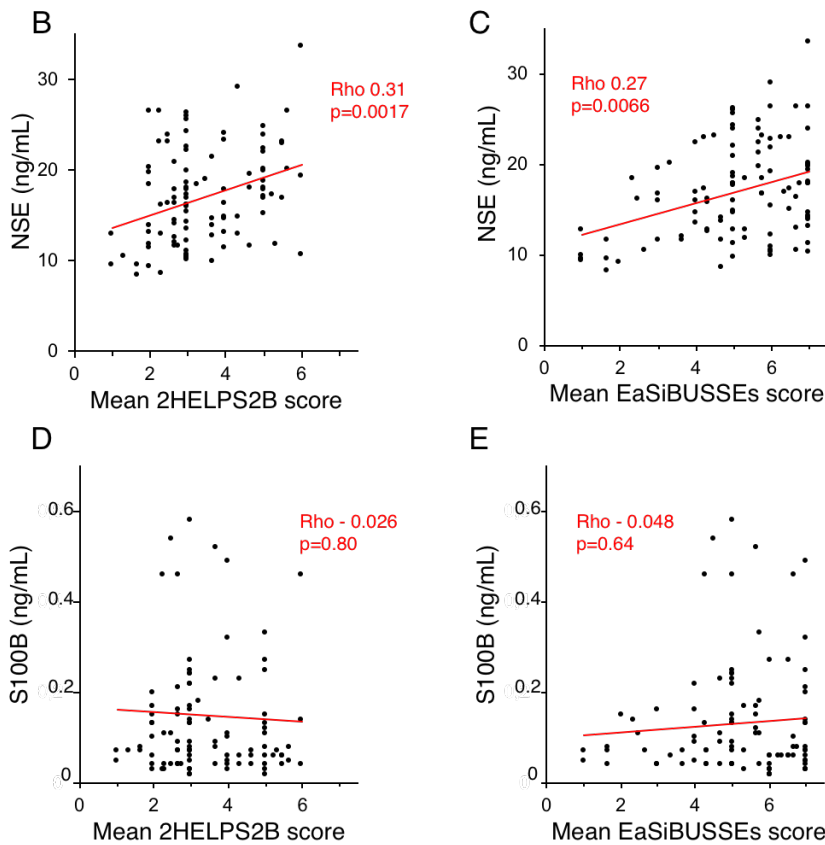 B
NSE (ng/mL)
30
20
10
0
0
2
4
6
Mean 2HELPS2B score
Rho 0.31
p=0.0017
C
NSE (ng/mL)
30
20
10
0
0
2
4
6
Mean EaSiBUSSEs score
Rho 0.27
p=0.0066
D
S100B (ng/mL)
0.6
0.4
0.2
0
0
2
4
6
Mean 2HELPS2B score
Rho - 0.026
p=0.80
E
S100B (ng/mL)
0.6
0.4
0.2
0
0
2
4
6
Mean EaSiBUSSEs score
Rho - 0.048
p=0.64